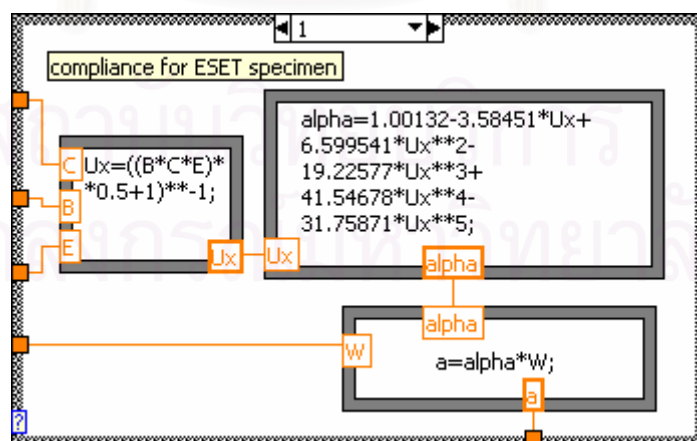 1
compliance for ESET specimen
C
B
E
Ux=((B*C*E)*
*0.5+1)**-1;
Ux
Ux
alpha=1.00132-3.58451*Ux+
6.599541*Ux**2-
19.22577*Ux**3+
41.54678*Ux**4-
31.75871*Ux**5;
alpha
alpha
W
a=alpha*W;
a
?